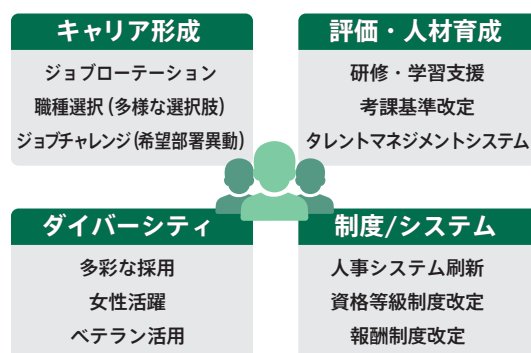 キャリア形成
ジョブローテーション
職種選択(多様な選択肢)
ジョブチャレンジ(希望部署異動)
評価・人材育成
研修・学習支援
考課基準改定
タレントマネジメントシステム
ダイバーシティ
多彩な採用
女性活躍
ベテラン活用
制度/システム
人事システム刷新
資格等級制度改定
報酬制度改定